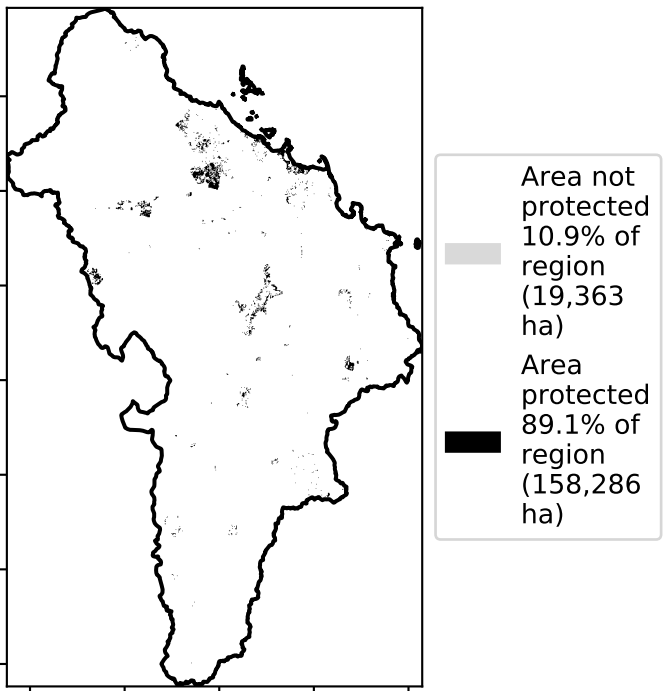 Area not
protected
10.9% of
region
(19,363
ha)
Area
protected
89.1% of
region
(158,286
ha)